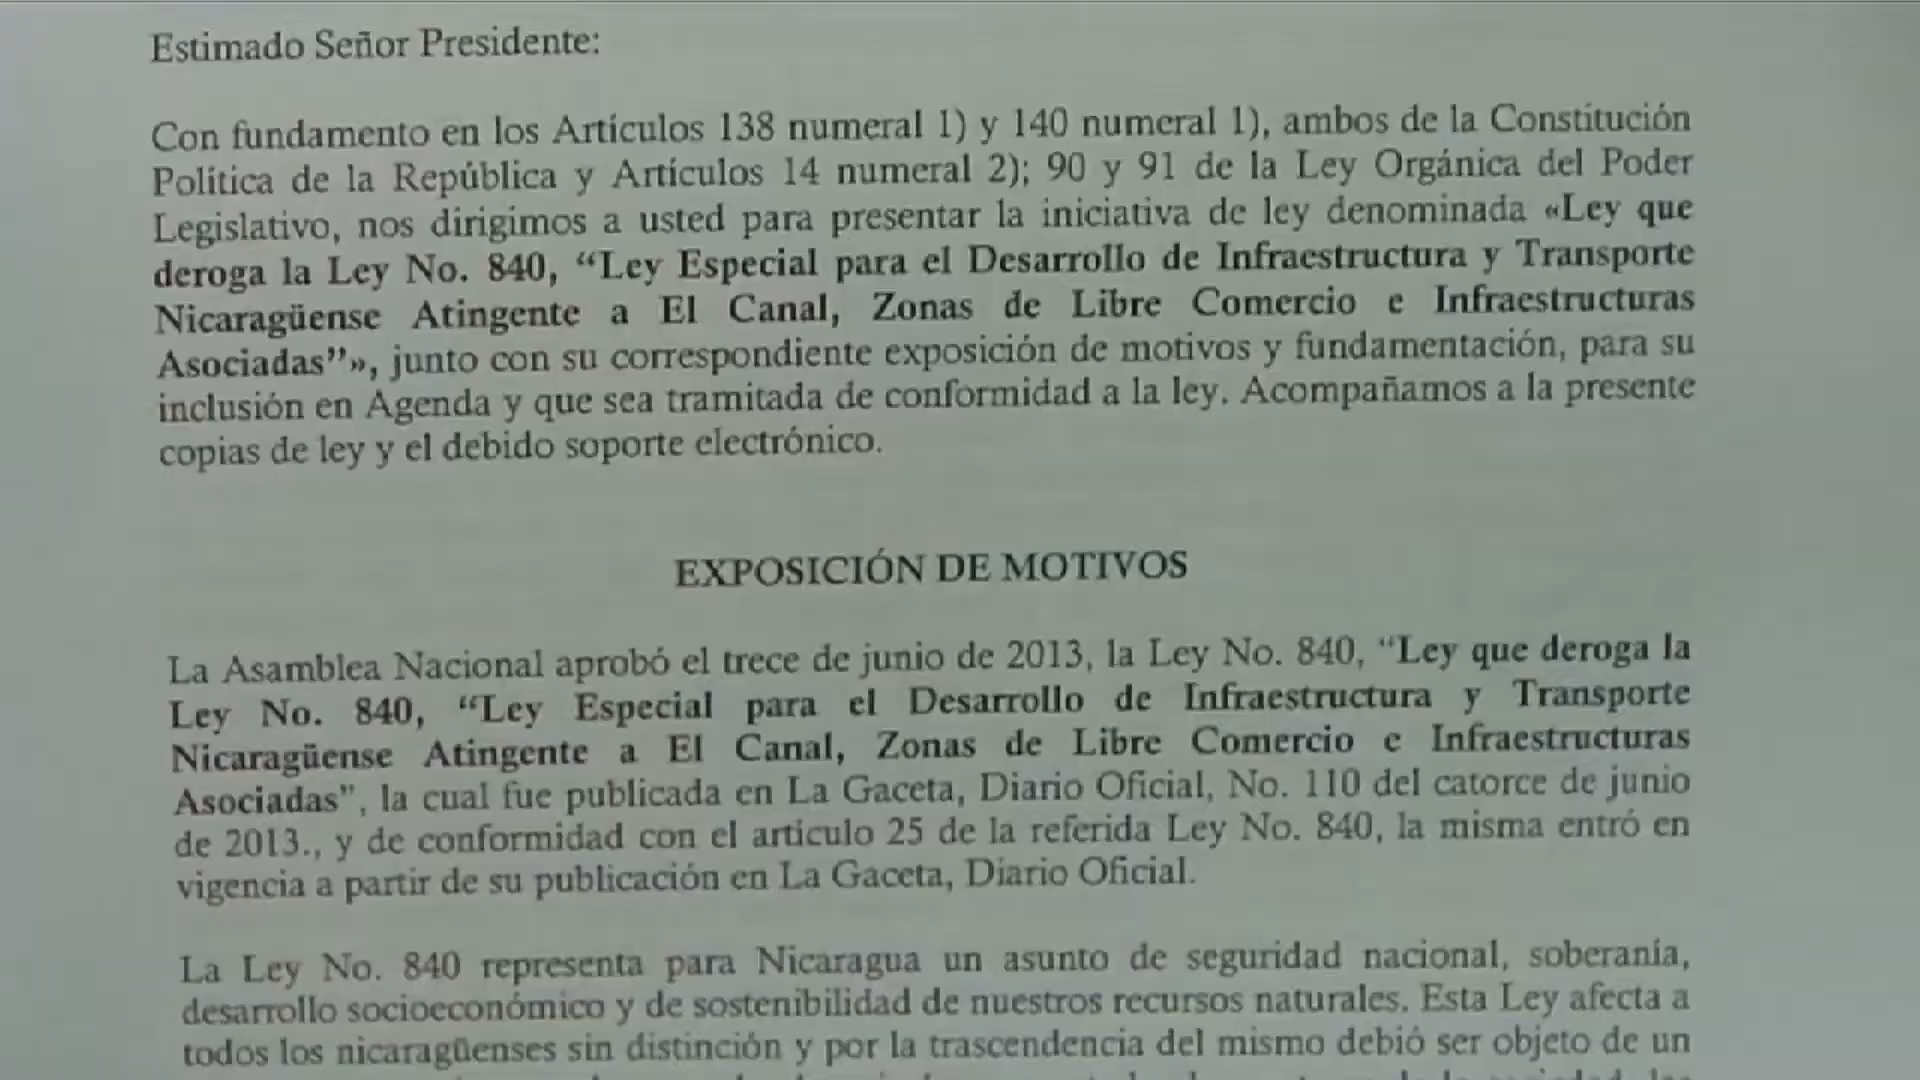 Estimado Señor Presidente:
Con fundamento en los Artículos 138 numeral 1) y 140 numeral 1), ambos de la Constitución
Política de la República y Artículos 14 numeral 2); 90 y 91 de la Ley Orgánica del Poder
Legislativo, nos dirigimos a usted para presentar la iniciativa de ley denominada «Ley que
deroga la Ley No. 840, “Ley Especial para el Desarrollo de Infraestructura y Transporte
Nicaragüense Atingente a El Canal, Zonas de Libre Comercio e Infraestructuras
Asociadas”», junto con su correspondiente exposición de motivos y fundamentación, para su
inclusión en Agenda y que sea tramitada de conformidad a la ley. Acompañamos a la presente
copias de ley y el debido soporte electrónico.
EXPOSICIÓN DE MOTIVOS
La Asamblea Nacional aprobó el trece de junio de 2013, la Ley No. 840, “Ley que deroga la
Ley No. 840, “Ley Especial para el Desarrollo de Infraestructura y Transporte
Nicaragüense Atingente a El Canal, Zonas de Libre Comercio e Infraestructuras
Asociadas”, la cual fue publicada en La Gaceta, Diario Oficial, No. 110 del catorce de junio
de 2013., y de conformidad con el artículo 25 de la referida Ley No. 840, la misma entró en
vigencia a partir de su publicación en La Gaceta, Diario Oficial.
La Ley No. 840 representa para Nicaragua un asunto de seguridad nacional, soberanía,
desarrollo socioeconómico y de sostenibilidad de nuestros recursos naturales. Esta Ley afecta a
todos los nicaragüenses sin distinción y por la trascendencia del mismo debió ser objeto de un